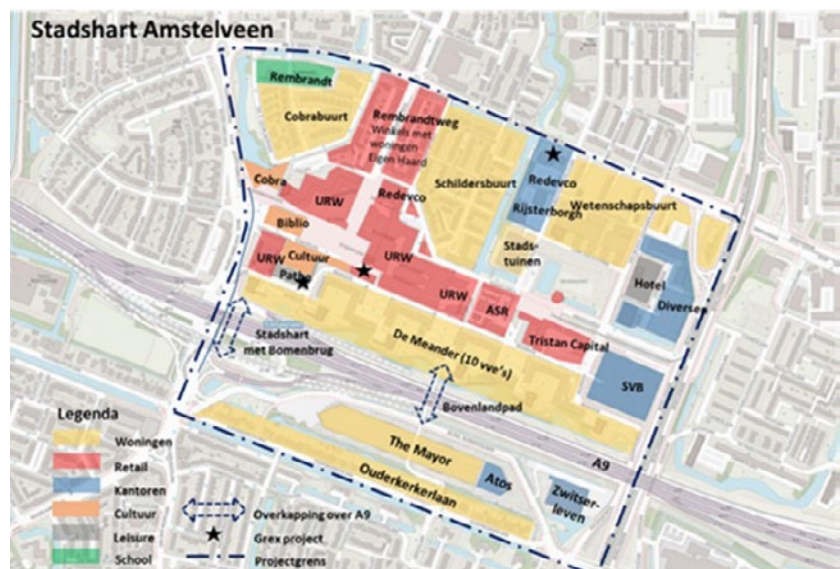 Stadshart Amstelveen
Rembrandt
Cobrabuurt
Rembrandtweg
Winkels met
woningen
Eigen Haard
Schildersbuurt
Redevco
Rijsterborgh
Wetenschapsbuurt
Cobra
URW
Redevco
Biblio
Stads-
tuinen
URW
Cultuur
Pathe
URW
URW
ASR
Hotel
Diversen
Tristan Capital
Stadshart
met Bomenbrug
De Meander (10 vve's)
SVB
Bovenlandpad
The Mayor
A9
Ouderkerkerlaan
Atos
Zwitser-
leven
Legenda
Woningen
Retail
Kantoren
Cultuur
Leisure
School
Overkapping over A9
Grex project
Projectgrens